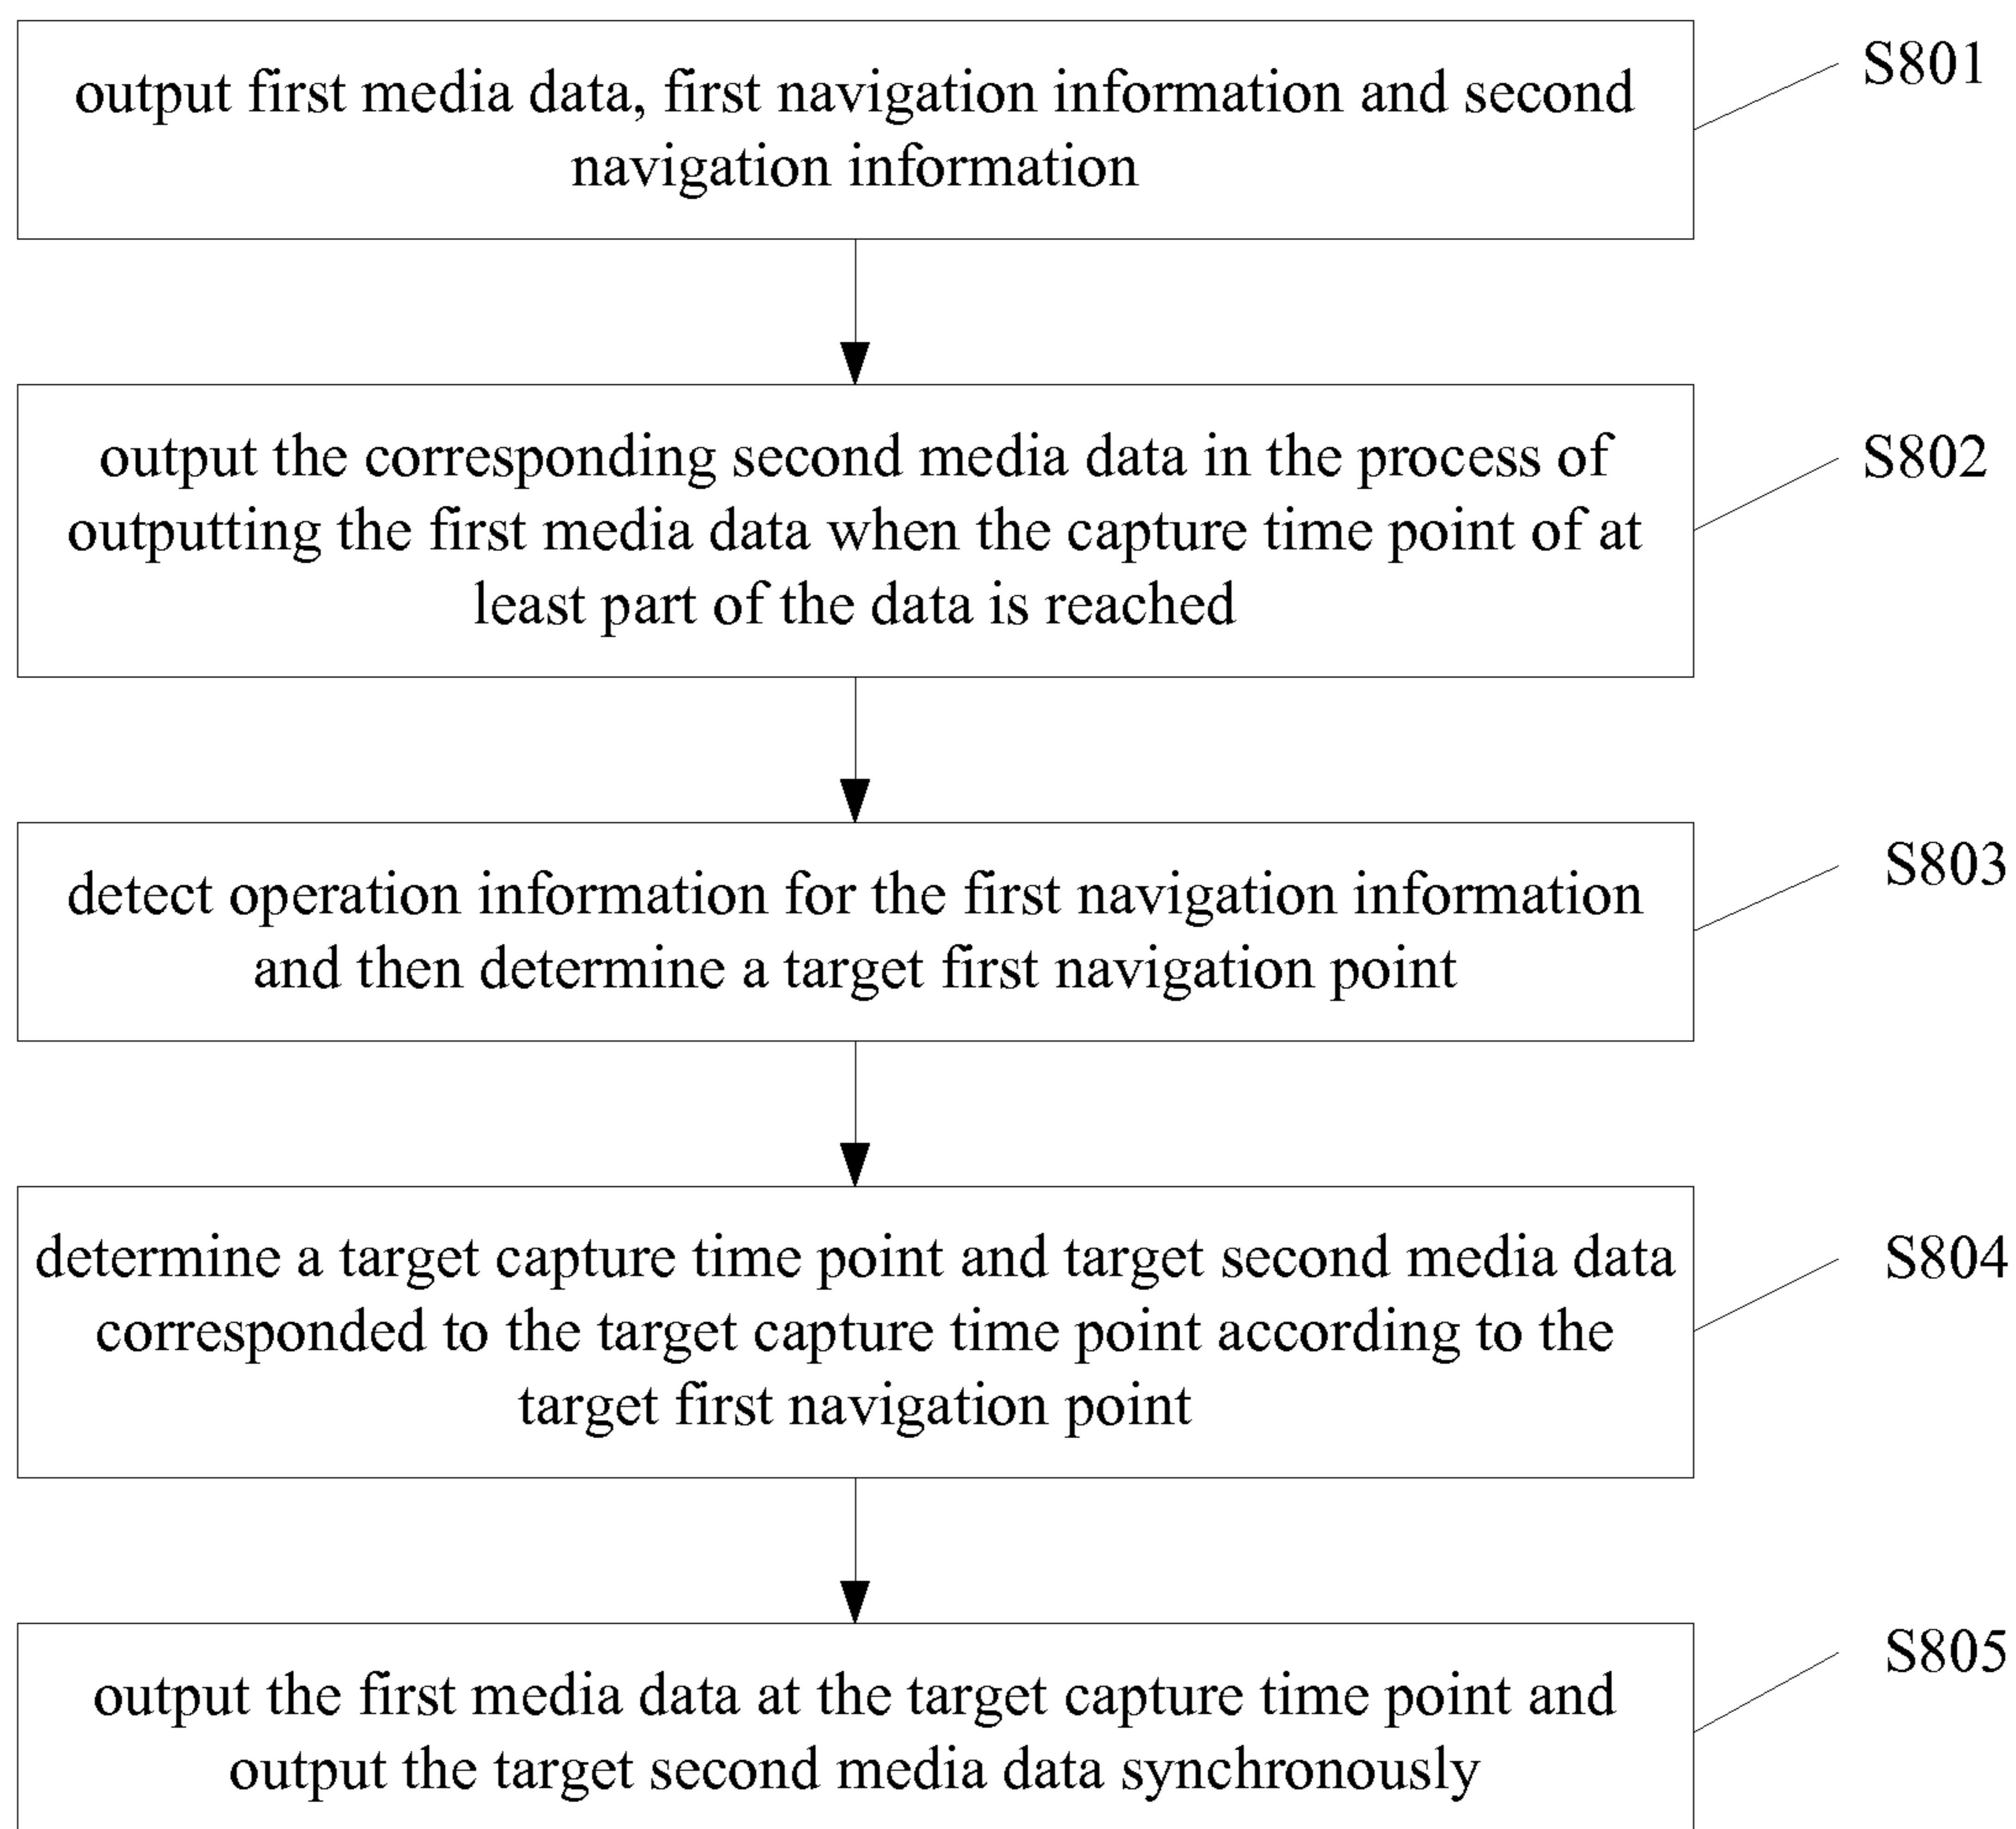 output first media data, first navigation information and second
navigation information
S801
output the corresponding second media data in the process of
outputting the first media data when the capture time point of at
least part of the data is reached
S802
detect operation information for the first navigation information
and then determine a target first navigation point
S803
determine a target capture time point and target second media data
corresponded to the target capture time point according to the
target first navigation point
S804
output the first media data at the target capture time point and
output the target second media data synchronously
S805